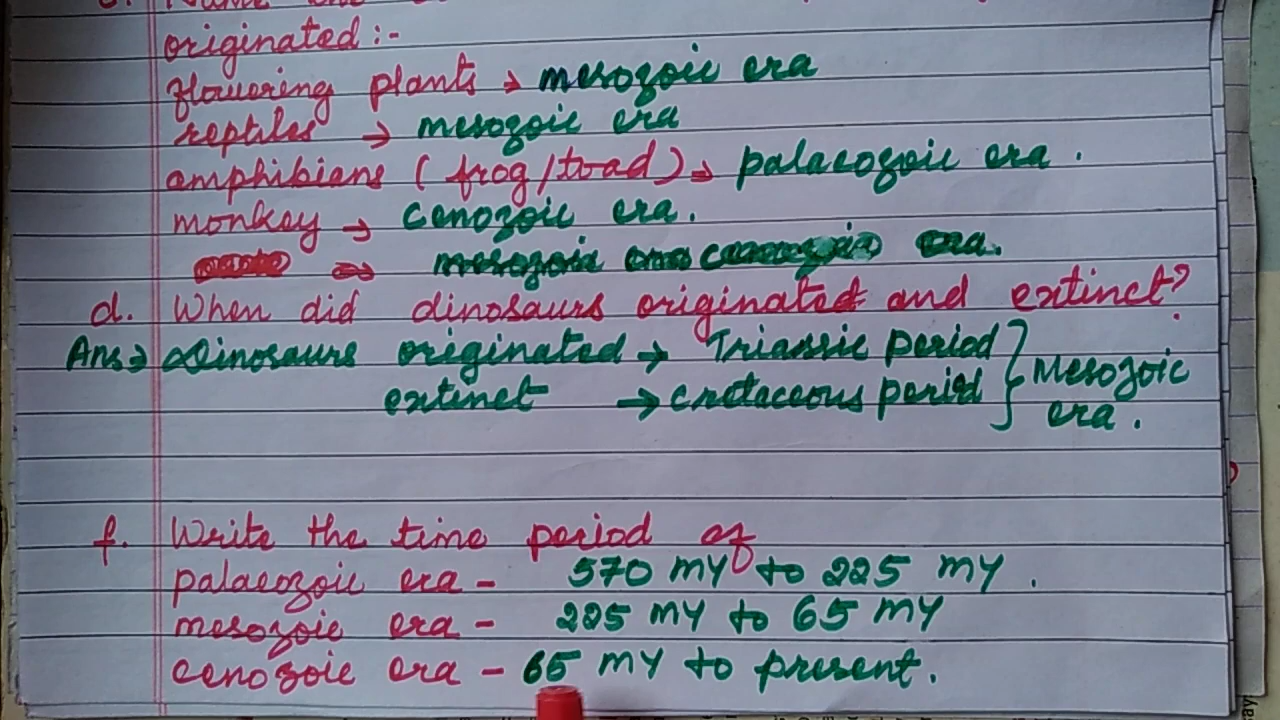 originated :-
flowering plants → mesozoic era
reptiles → mesozoic era
amphibians (frog/toad) → palaeozoic era.
monkey → cenozoic era.
era.
d. When did dinosaurs originated and extinct?
Ans → Dinosaurs originated → Triassic period } Mesozoic
extinct → cretaceous period } era.
f. Write the time period of
palaeozoic era - 570 my to 225 my.
mesozoic era - 225 my to 65 my
cenozoic era - 65 my to present.